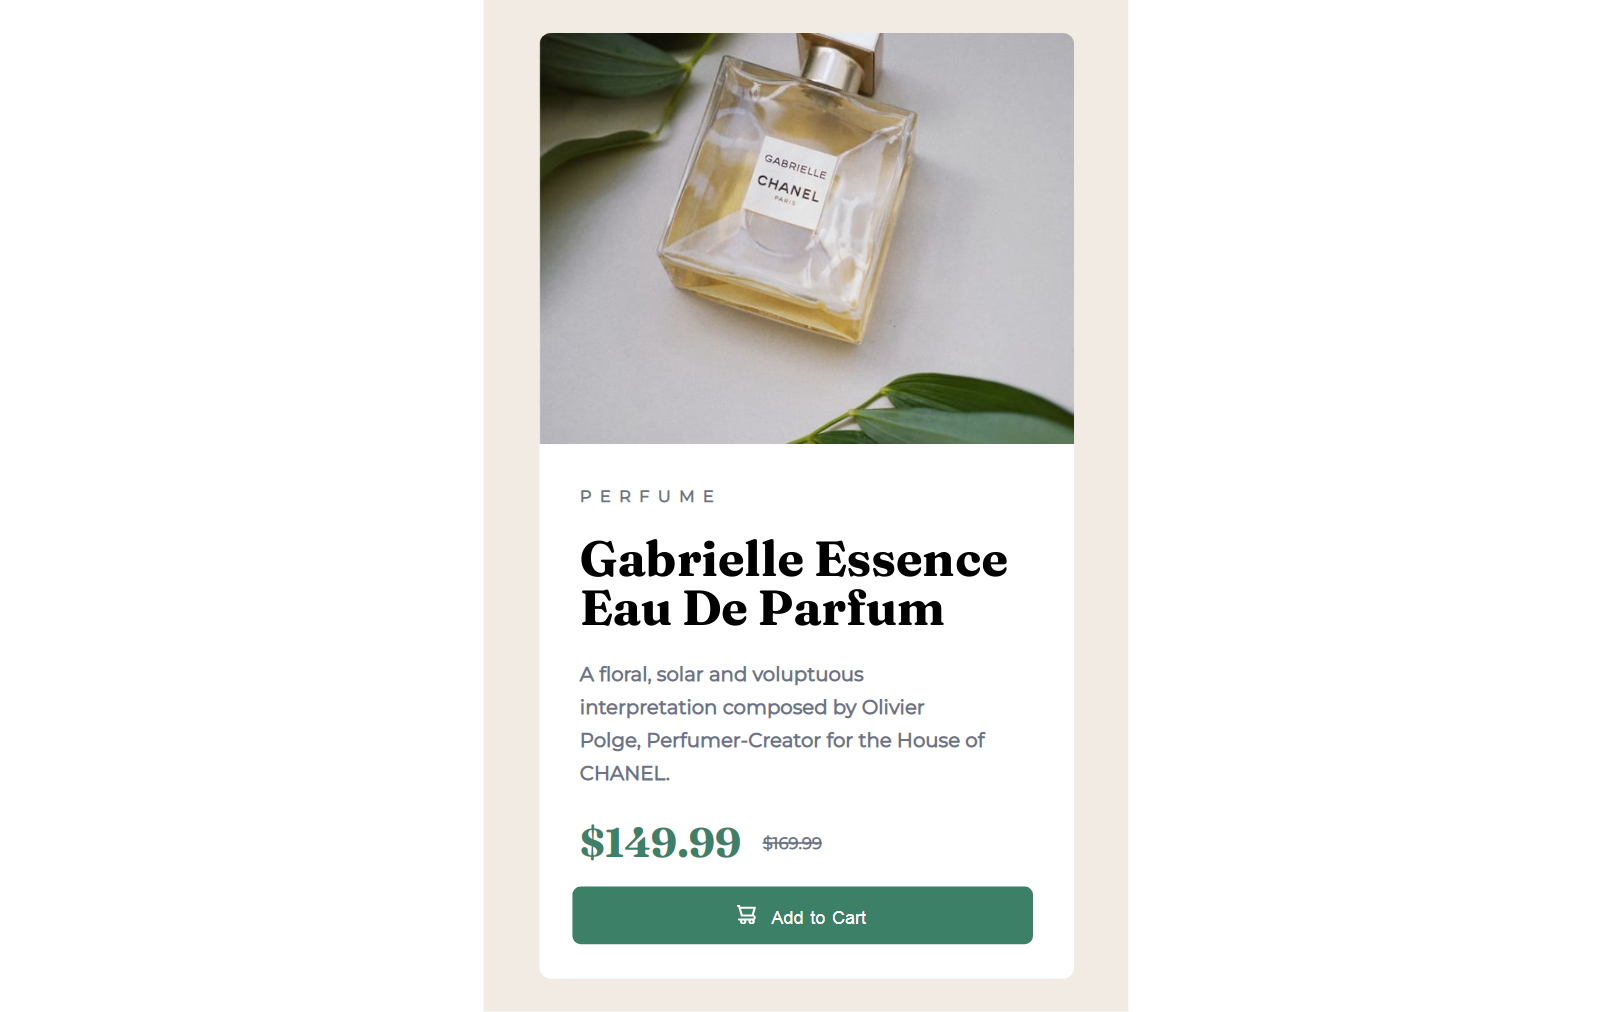 GABRIELLE
CHANEL
PARIS
PERFUME
Gabrielle Essence
Eau De Parfum
A floral, solar and voluptuous
interpretation composed by Olivier
Polge, Perfumer-Creator for the House of
CHANEL.
$149.99 $169.99
Add to Cart